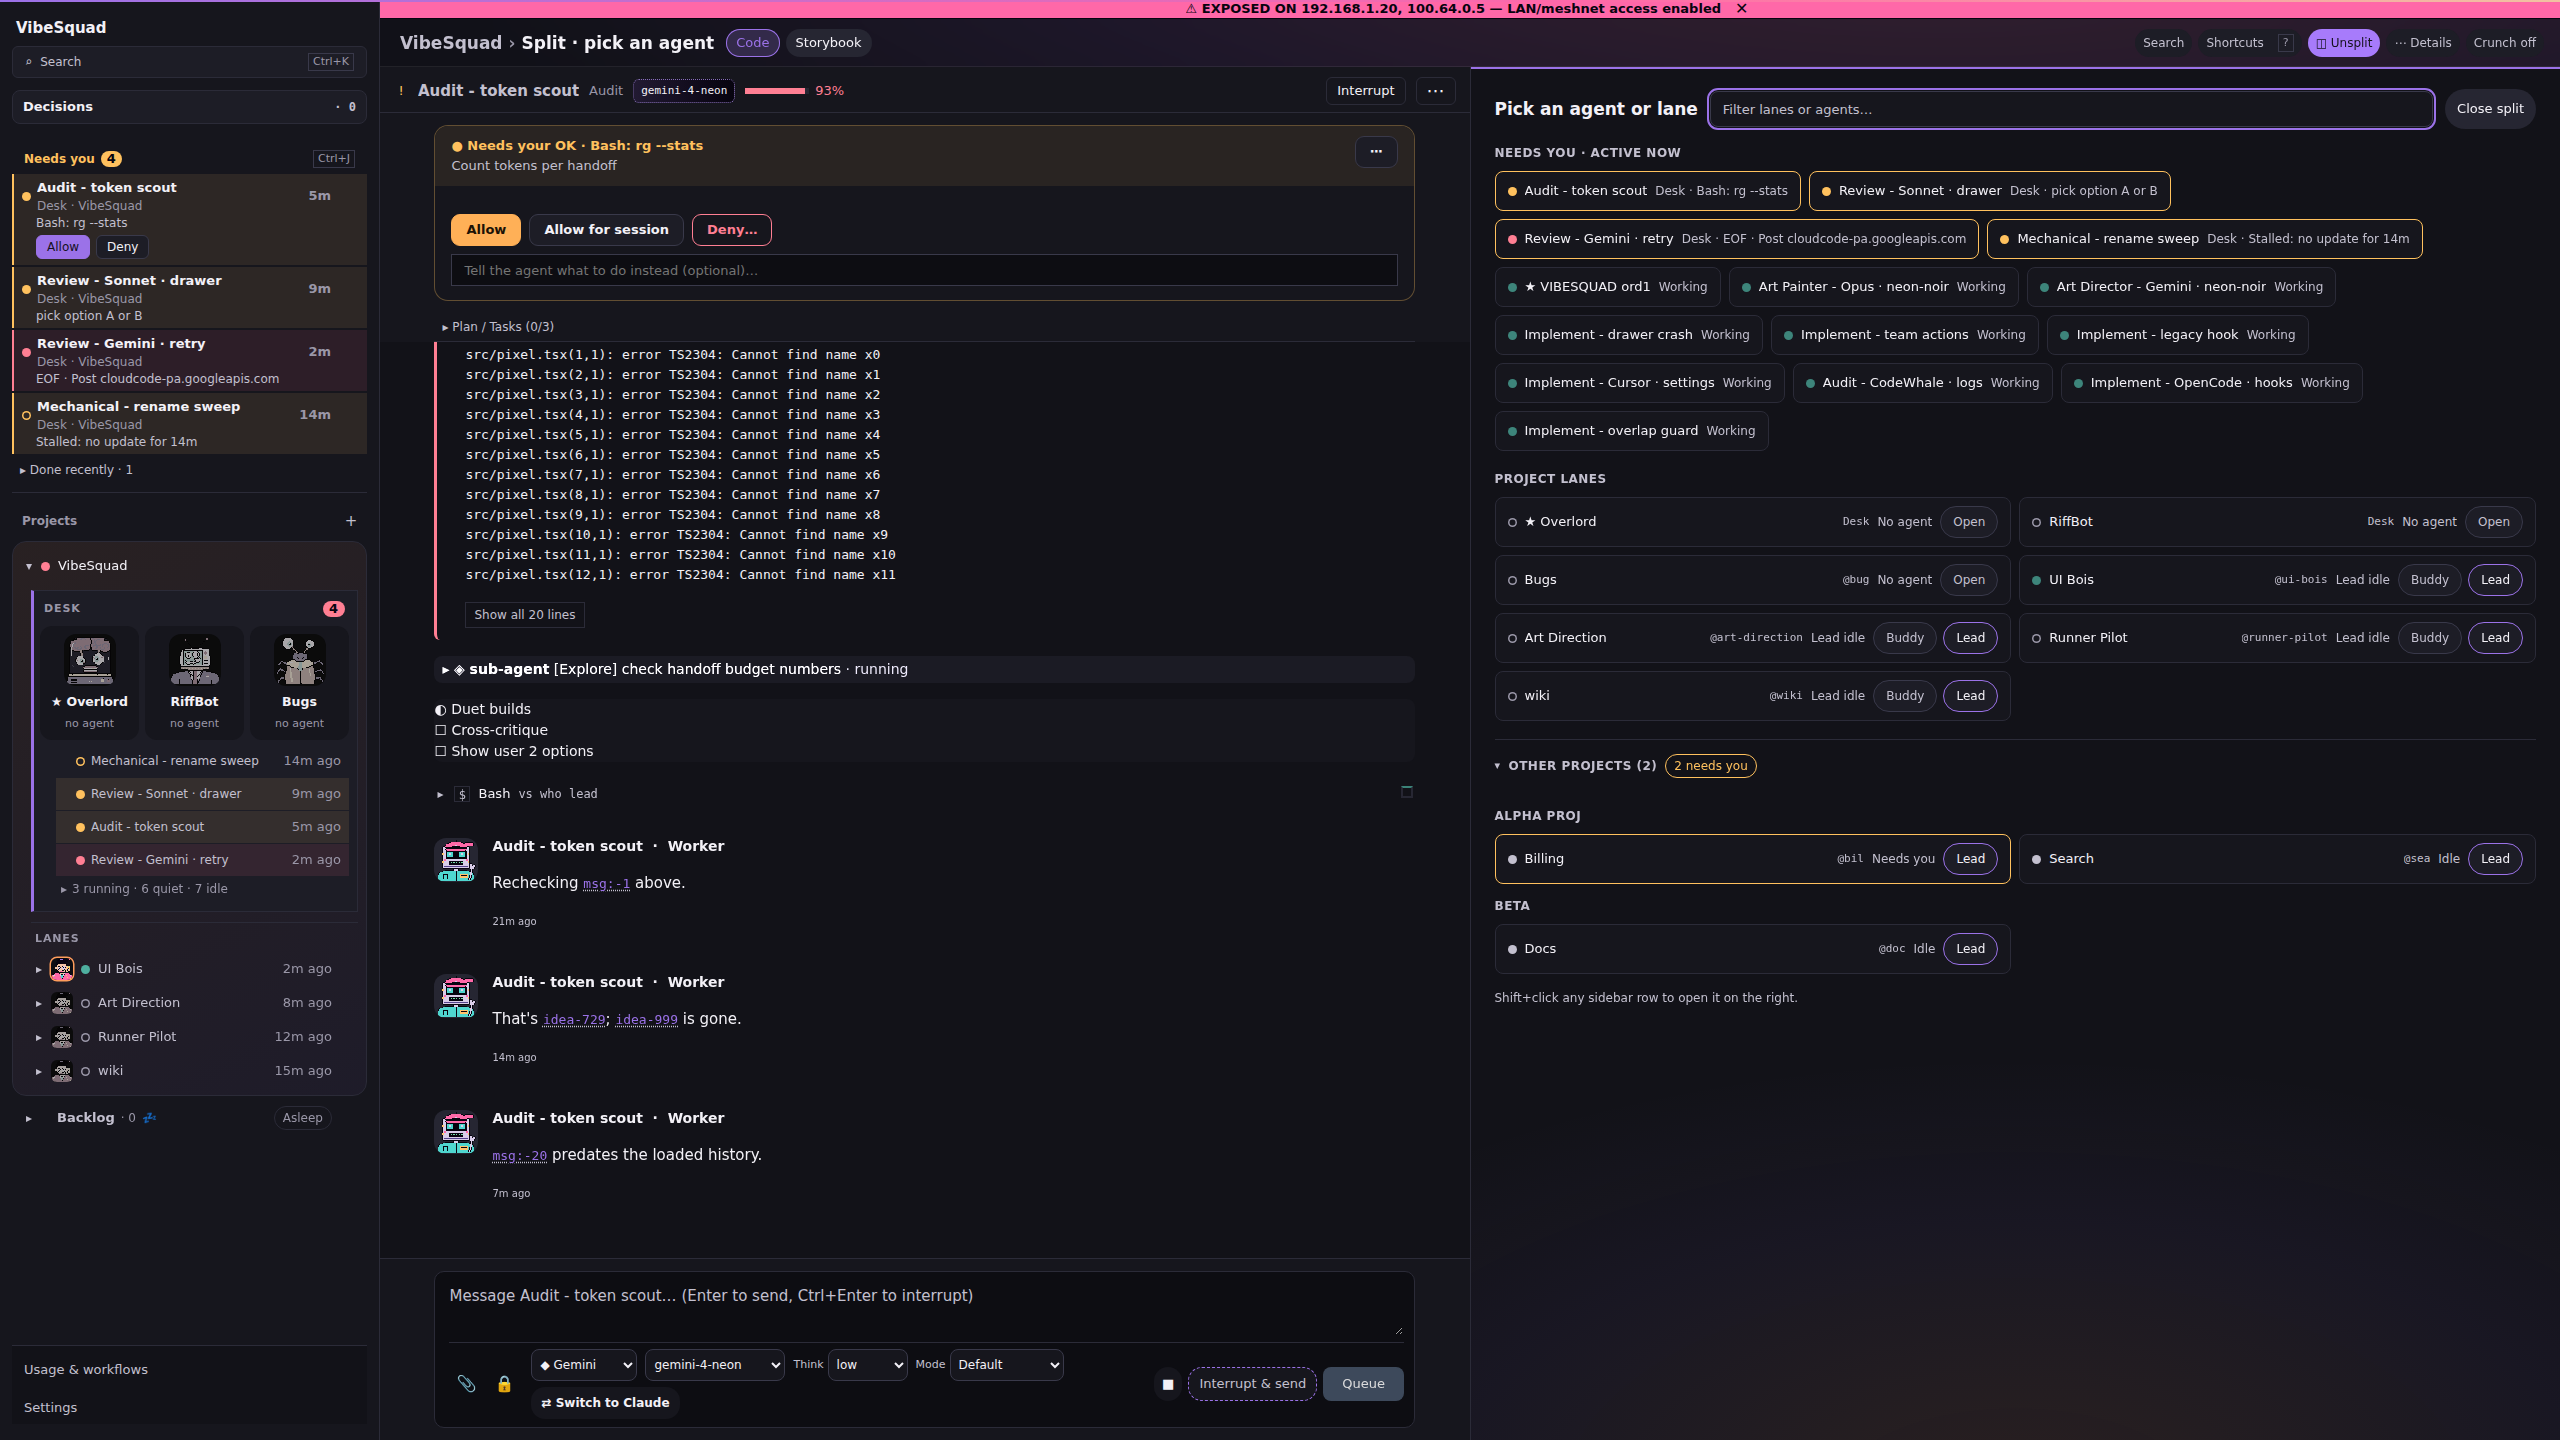 ⚠ EXPOSED ON 192.168.1.20, 100.64.0.5 — LAN/meshnet access enabled ✕
VibeSquad
⌕ Search Ctrl+K
Decisions · 0
Needs you 4 Ctrl+J
Audit - token scout 5m
Desk · VibeSquad
Bash: rg --stats
Allow Deny
Review - Sonnet · drawer 9m
Desk · VibeSquad
pick option A or B
Review - Gemini · retry 2m
Desk · VibeSquad
EOF · Post cloudcode-pa.googleapis.com
Mechanical - rename sweep 14m
Desk · VibeSquad
Stalled: no update for 14m
▸ Done recently · 1
Projects +
▾ VibeSquad
DESK 4
★ Overlord RiffBot Bugs
no agent no agent no agent
Mechanical - rename sweep 14m ago
Review - Sonnet · drawer 9m ago
Audit - token scout 5m ago
Review - Gemini · retry 2m ago
▸ 3 running · 6 quiet · 7 idle
LANES
▸ UI Bois 2m ago
▸ Art Direction 8m ago
▸ Runner Pilot 12m ago
▸ wiki 15m ago
▸ Backlog · 0 💤 Asleep
Usage & workflows
Settings
VibeSquad › Split · pick an agent Code Storybook
Search Shortcuts ? ◫ Unsplit ⋯ Details Crunch off
! Audit - token scout Audit gemini-4-neon 93% Interrupt ⋯
● Needs your OK · Bash: rg --stats
Count tokens per handoff
⋯
Allow Allow for session Deny…
Tell the agent what to do instead (optional)…
▸ Plan / Tasks (0/3)
src/pixel.tsx(1,1): error TS2304: Cannot find name x0
src/pixel.tsx(2,1): error TS2304: Cannot find name x1
src/pixel.tsx(3,1): error TS2304: Cannot find name x2
src/pixel.tsx(4,1): error TS2304: Cannot find name x3
src/pixel.tsx(5,1): error TS2304: Cannot find name x4
src/pixel.tsx(6,1): error TS2304: Cannot find name x5
src/pixel.tsx(7,1): error TS2304: Cannot find name x6
src/pixel.tsx(8,1): error TS2304: Cannot find name x7
src/pixel.tsx(9,1): error TS2304: Cannot find name x8
src/pixel.tsx(10,1): error TS2304: Cannot find name x9
src/pixel.tsx(11,1): error TS2304: Cannot find name x10
src/pixel.tsx(12,1): error TS2304: Cannot find name x11
Show all 20 lines
▸ ◈ sub-agent [Explore] check handoff budget numbers · running
◐ Duet builds
☐ Cross-critique
☐ Show user 2 options
▸ $ Bash vs who lead
Audit - token scout · Worker
Rechecking msg:-1 above.
21m ago
Audit - token scout · Worker
That's idea-729; idea-999 is gone.
14m ago
Audit - token scout · Worker
msg:-20 predates the loaded history.
7m ago
Message Audit - token scout… (Enter to send, Ctrl+Enter to interrupt)
📎 🔒 ◆ Gemini gemini-4-neon Think low Mode Default
⇄ Switch to Claude
■ Interrupt & send Queue
Pick an agent or lane Filter lanes or agents… Close split
NEEDS YOU · ACTIVE NOW
Audit - token scout Desk · Bash: rg --stats Review - Sonnet · drawer Desk · pick option A or B
Review - Gemini · retry Desk · EOF · Post cloudcode-pa.googleapis.com Mechanical - rename sweep Desk · Stalled: no update for 14m
★ VIBESQUAD ord1 Working Art Painter - Opus · neon-noir Working Art Director - Gemini · neon-noir Working
Implement - drawer crash Working Implement - team actions Working Implement - legacy hook Working
Implement - Cursor · settings Working Audit - CodeWhale · logs Working Implement - OpenCode · hooks Working
Implement - overlap guard Working
PROJECT LANES
★ Overlord Desk No agent Open RiffBot Desk No agent Open
Bugs @bug No agent Open UI Bois @ui-bois Lead idle Buddy Lead
Art Direction @art-direction Lead idle Buddy Lead Runner Pilot @runner-pilot Lead idle Buddy Lead
wiki @wiki Lead idle Buddy Lead
▾ OTHER PROJECTS (2) 2 needs you
ALPHA PROJ
Billing @bil Needs you Lead Search @sea Idle Lead
BETA
Docs @doc Idle Lead
Shift+click any sidebar row to open it on the right.